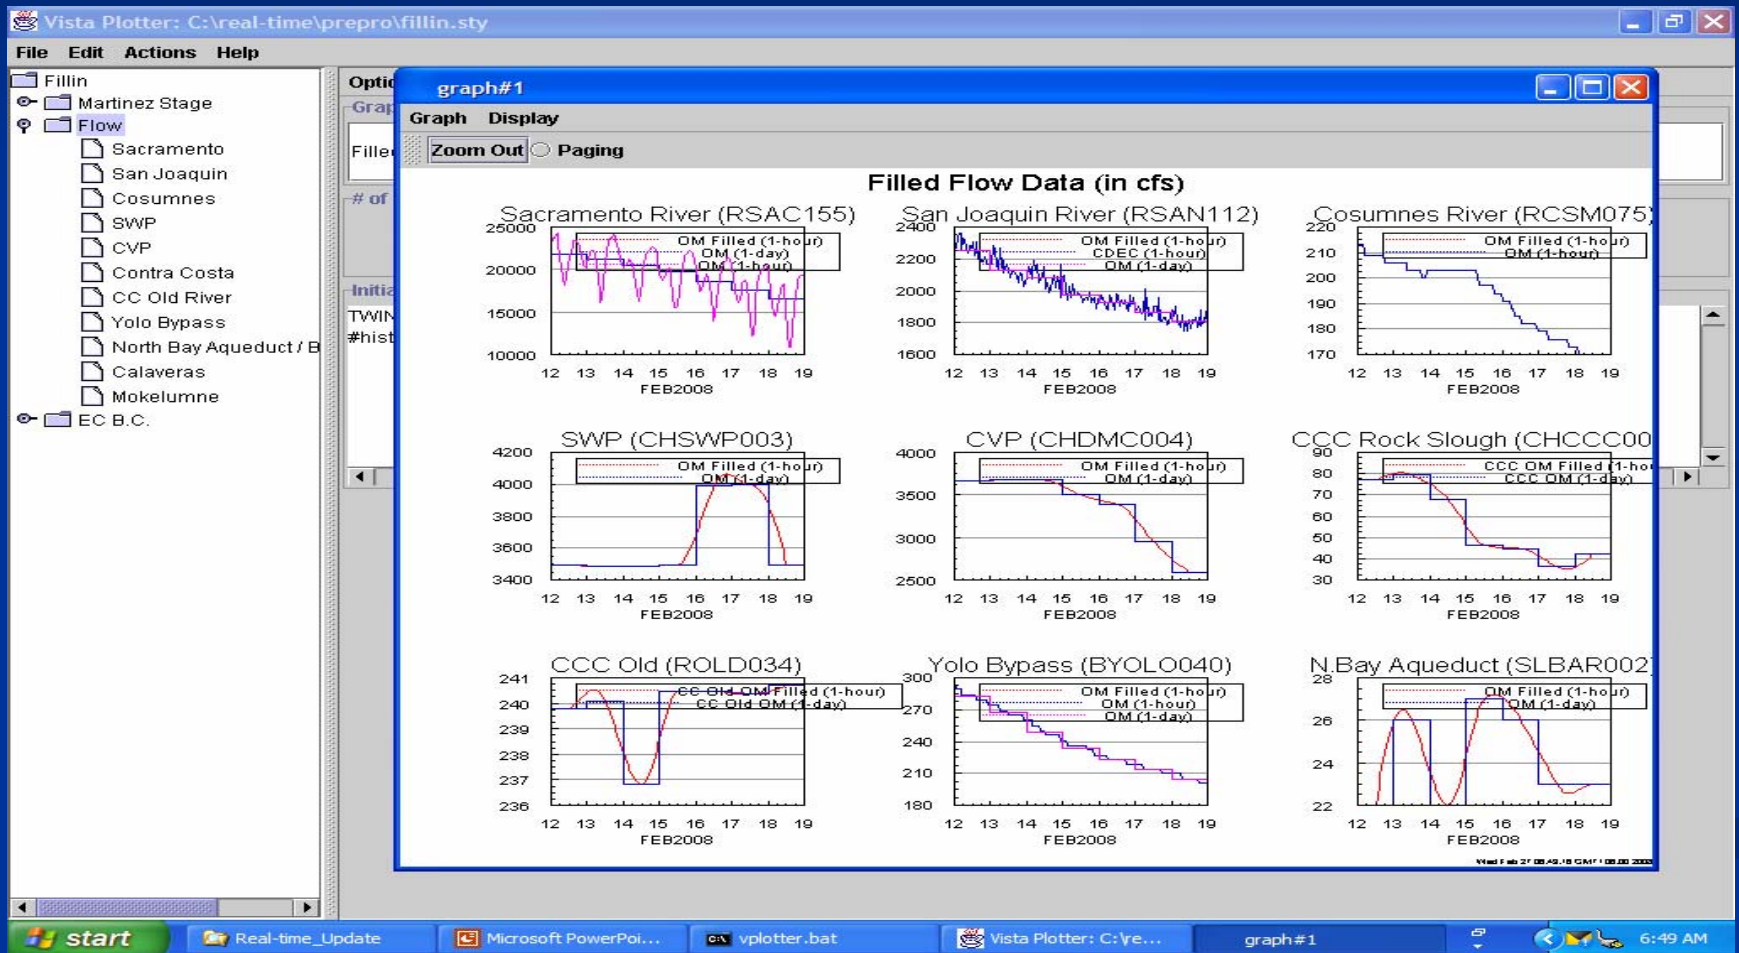 Vista Plotter: C:\real-time\prepro\fillin.sty
File Edit Actions Help
Fillin
Martinez Stage
Flow
Sacramento
San Joaquin
Cosumnes
SWP
CVP
Contra Costa
CC Old River
Yolo Bypass
North Bay Aqueduct / B
Calaveras
Mokelumne
EC B.C.
Optio
Grap
Fille
# of
Initia
TWIN
#hist
graph#1
Graph Display
Zoom Out Paging
Filled Flow Data (in cfs)
Sacramento River (RSAC155)
OM Filled (1-hour)
OM (1-day)
OM (1-hour)
25000
20000
15000
10000
12 13 14 15 16 17 18 19
FEB2008
San Joaquin River (RSAN112)
OM Filled (1-hour)
CDEC (1-hour)
OM (1-day)
2400
2200
2000
1800
1600
12 13 14 15 16 17 18 19
FEB2008
Cosumnes River (RCSM075)
OM Filled (1-hour)
OM (1-hour)
220
210
200
190
180
170
12 13 14 15 16 17 18 19
FEB2008
SWP (CHSWP003)
OM Filled (1-hour)
OM (1-day)
4200
4000
3800
3600
3400
12 13 14 15 16 17 18 19
FEB2008
CVP (CHDMC004)
OM Filled (1-hour)
OM (1-day)
4000
3500
3000
2500
12 13 14 15 16 17 18 19
FEB2008
CCC Rock Slough (CHCCC00
CCC OM Filled (1-hou
CCC OM (1-day)
90
80
70
60
50
40
30
12 13 14 15 16 17 18 19
FEB2008
CCC Old (ROLD034)
CC Old OM Filled (1-hour)
CC Old OM (1-day)
241
240
239
238
237
236
12 13 14 15 16 17 18 19
FEB2008
Yolo Bypass (BYOLO040)
OM Filled (1-hour)
OM (1-hour)
OM (1-day)
300
270
240
210
180
12 13 14 15 16 17 18 19
FEB2008
N.Bay Aqueduct (SLBAR002)
OM Filled (1-hour)
OM (1-day)
28
26
24
22
12 13 14 15 16 17 18 19
FEB2008
Wed Feb 27
start
Real-time_Update
Microsoft PowerPoi...
vplotter.bat
Vista Plotter: C:\re...
graph#1
6:49 AM